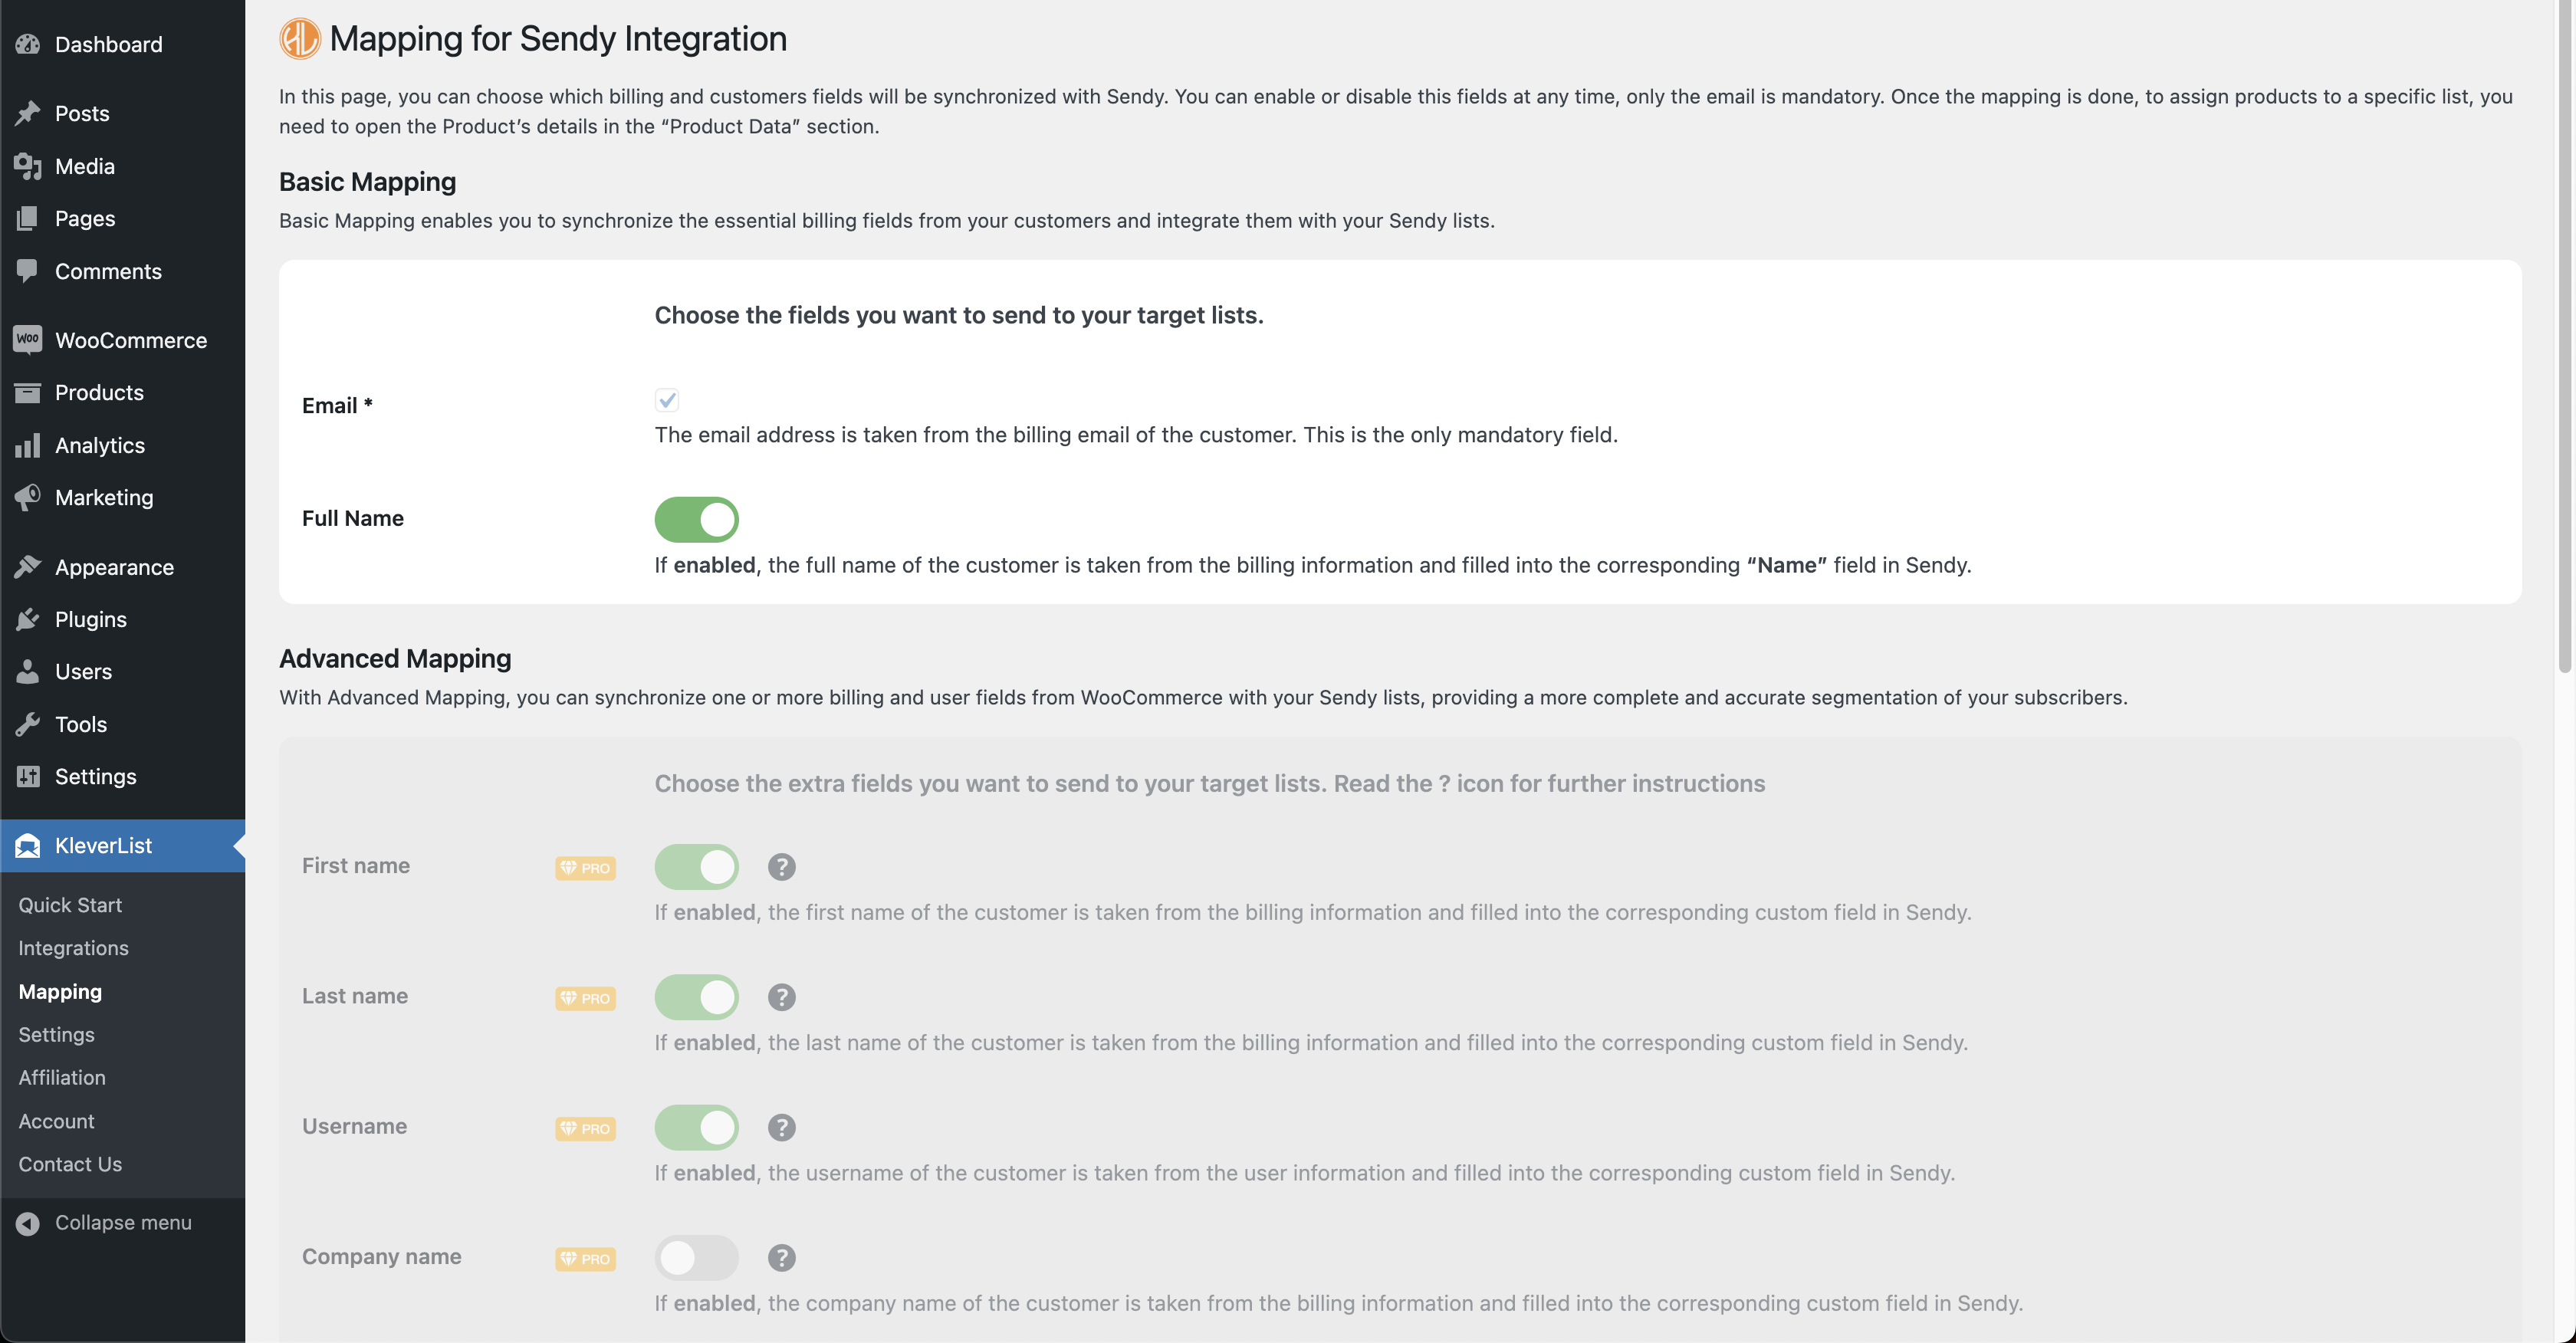 Dashboard
Posts
Media
Pages
Comments
WOO WooCommerce
Products
Analytics
Marketing
Appearance
Plugins
Users
Tools
Settings
KleverList
Quick Start
Integrations
Mapping
Settings
Affiliation
Account
Contact Us
Collapse menu
Mapping for Sendy Integration
In this page, you can choose which billing and customers fields will be synchronized with Sendy. You can enable or disable this fields at any time, only the email is mandatory. Once the mapping is done, to assign products to a specific list, you
need to open the Product’s details in the “Product Data” section.
Basic Mapping
Basic Mapping enables you to synchronize the essential billing fields from your customers and integrate them with your Sendy lists.
Choose the fields you want to send to your target lists.
Email *
The email address is taken from the billing email of the customer. This is the only mandatory field.
Full Name
If enabled, the full name of the customer is taken from the billing information and filled into the corresponding “Name” field in Sendy.
Advanced Mapping
With Advanced Mapping, you can synchronize one or more billing and user fields from WooCommerce with your Sendy lists, providing a more complete and accurate segmentation of your subscribers.
Choose the extra fields you want to send to your target lists. Read the ? icon for further instructions
First name PRO ?
If enabled, the first name of the customer is taken from the billing information and filled into the corresponding custom field in Sendy.
Last name PRO ?
If enabled, the last name of the customer is taken from the billing information and filled into the corresponding custom field in Sendy.
Username PRO ?
If enabled, the username of the customer is taken from the user information and filled into the corresponding custom field in Sendy.
Company name PRO ?
If enabled, the company name of the customer is taken from the billing information and filled into the corresponding custom field in Sendy.